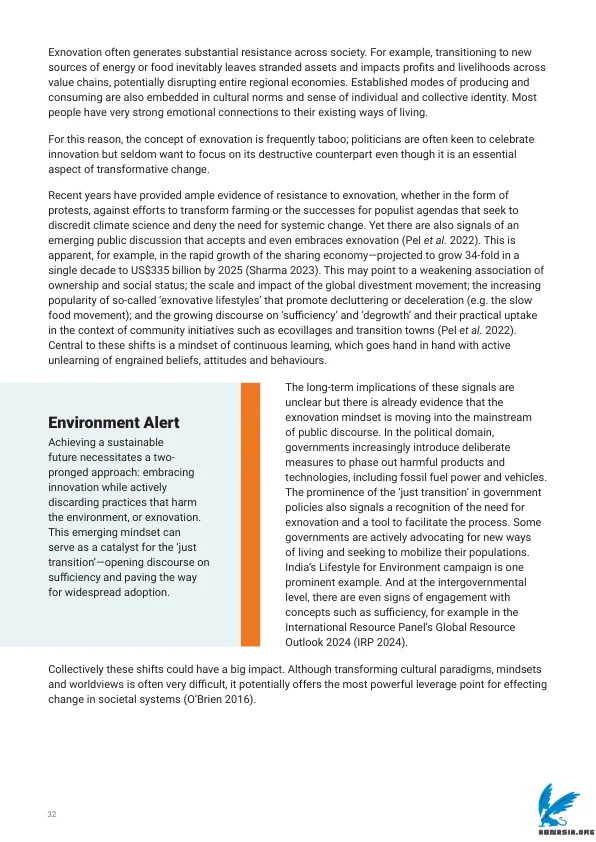 Exnovation often generates substantial resistance across society. For example, transitioning to new
sources of energy or food inevitably leaves stranded assets and impacts profits and livelihoods across
value chains, potentially disrupting entire regional economies. Established modes of producing and
consuming are also embedded in cultural norms and sense of individual and collective identity. Most
people have very strong emotional connections to their existing ways of living.
For this reason, the concept of exnovation is frequently taboo; politicians are often keen to celebrate
innovation but seldom want to focus on its destructive counterpart even though it is an essential
aspect of transformative change.
Recent years have provided ample evidence of resistance to exnovation, whether in the form of
protests, against efforts to transform farming or the successes for populist agendas that seek to
discredit climate science and deny the need for systemic change. Yet there are also signals of an
emerging public discussion that accepts and even embraces exnovation (Pel et al. 2022). This is
apparent, for example, in the rapid growth of the sharing economy—projected to grow 34-fold in a
single decade to US$335 billion by 2025 (Sharma 2023). This may point to a weakening association of
ownership and social status; the scale and impact of the global divestment movement; the increasing
popularity of so-called ‘exnovative lifestyles’ that promote decluttering or deceleration (e.g. the slow
food movement); and the growing discourse on ‘sufficiency’ and ‘degrowth’ and their practical uptake
in the context of community initiatives such as ecovillages and transition towns (Pel et al. 2022).
Central to these shifts is a mindset of continuous learning, which goes hand in hand with active
unlearning of engrained beliefs, attitudes and behaviours.
Environment Alert
Achieving a sustainable
future necessitates a two-
pronged approach: embracing
innovation while actively
discarding practices that harm
the environment, or exnovation.
This emerging mindset can
serve as a catalyst for the ‘just
transition’—opening discourse on
sufficiency and paving the way
for widespread adoption.
The long-term implications of these signals are
unclear but there is already evidence that the
exnovation mindset is moving into the mainstream
of public discourse. In the political domain,
governments increasingly introduce deliberate
measures to phase out harmful products and
technologies, including fossil fuel power and vehicles.
The prominence of the ‘just transition’ in government
policies also signals a recognition of the need for
exnovation and a tool to facilitate the process. Some
governments are actively advocating for new ways
of living and seeking to mobilize their populations.
India’s Lifestyle for Environment campaign is one
prominent example. And at the intergovernmental
level, there are even signs of engagement with
concepts such as sufficiency, for example in the
International Resource Panel’s Global Resource
Outlook 2024 (IRP 2024).
Collectively these shifts could have a big impact. Although transforming cultural paradigms, mindsets
and worldviews is often very difficult, it potentially offers the most powerful leverage point for effecting
change in societal systems (O’Brien 2016).
32
ABNASIA.ORG